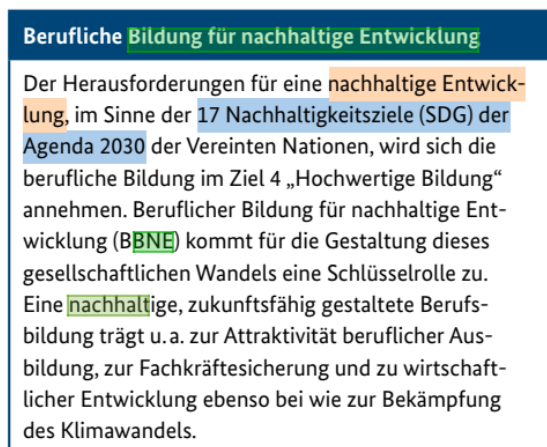 Berufliche Bildung für nachhaltige Entwicklung
Der Herausforderungen für eine nachhaltige Entwick-
lung, im Sinne der 17 Nachhaltigkeitsziele (SDG) der
Agenda 2030 der Vereinten Nationen, wird sich die
berufliche Bildung im Ziel 4 „Hochwertige Bildung“
annehmen. Beruflicher Bildung für nachhaltige Ent-
wicklung (BBNE) kommt für die Gestaltung dieses
gesellschaftlichen Wandels eine Schlüsselrolle zu.
Eine nachhaltige, zukunftsfähig gestaltete Berufs-
bildung trägt u. a. zur Attraktivität beruflicher Aus-
bildung, zur Fachkräftesicherung und zu wirtschaft-
licher Entwicklung ebenso bei wie zur Bekämpfung
des Klimawandels.